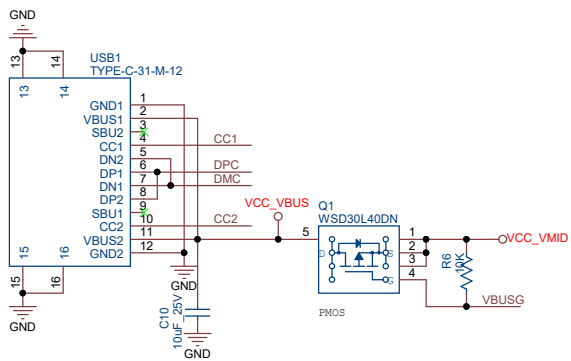 GND
13
14
USB1
TYPE-C-31-M-12
13
14
GND1 1
VBUS1 2
SBU2 3
CC1 4 CC1
DN2 5
DP1 6 DPC
DN1 7 DMC
DP2 8
SBU1 9
CC2 10 CC2
VBUS2 11
GND2 12
15
16
15
16
GND
GND
C10
10uF_25V
GND
VCC_VBUS
Q1
WSD30L40DN
5
D
S
G
1
2
3
4
PMOS
R6
10K
VCC_VMID
VBUSG